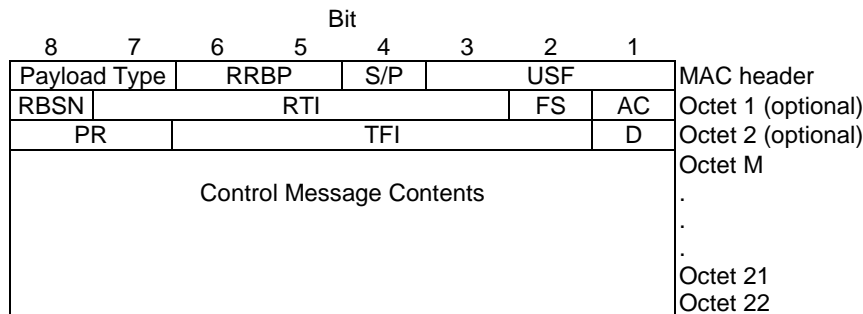 Bit
8 7 6 5 4 3 2 1
Payload Type RRBP S/P USF MAC header
RBSN RTI FS AC Octet 1 (optional)
PR TFI D Octet 2 (optional)
Octet M
Control Message Contents .
.
.
Octet 21
Octet 22